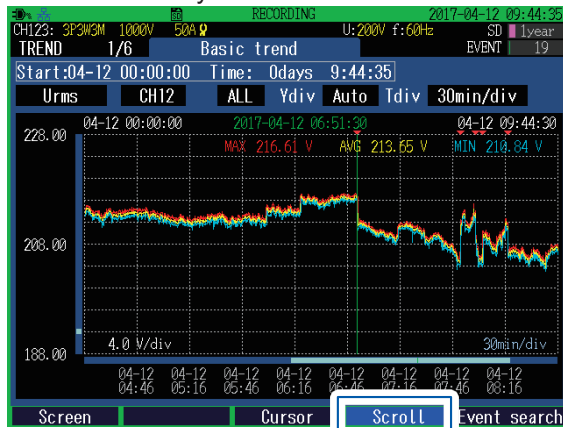 RECORDING 2017-04-12 09:44:35
CH123: 3P3W3M 1000V 50A U:200V f:60Hz SD 1year
TREND 1/6 Basic trend EVENT 19
Start:04-12 00:00:00 Time: 0days 9:44:35
Urms CH12 ALL Ydiv Auto Tdiv 30min/div
04-12 00:00:00 2017-04-12 06:51:30 04-12 09:44:30
228.00
MAX 216.61 V AVG 213.65 V MIN 210.84 V
208.00
4.0 V/div 30min/div
188.00
04-12 04-12 04-12 04-12 04-12 04-12 04-12 04-12
04:46 05:16 05:46 06:16 06:46 07:16 07:46 08:16
Screen Cursor Scroll Event search